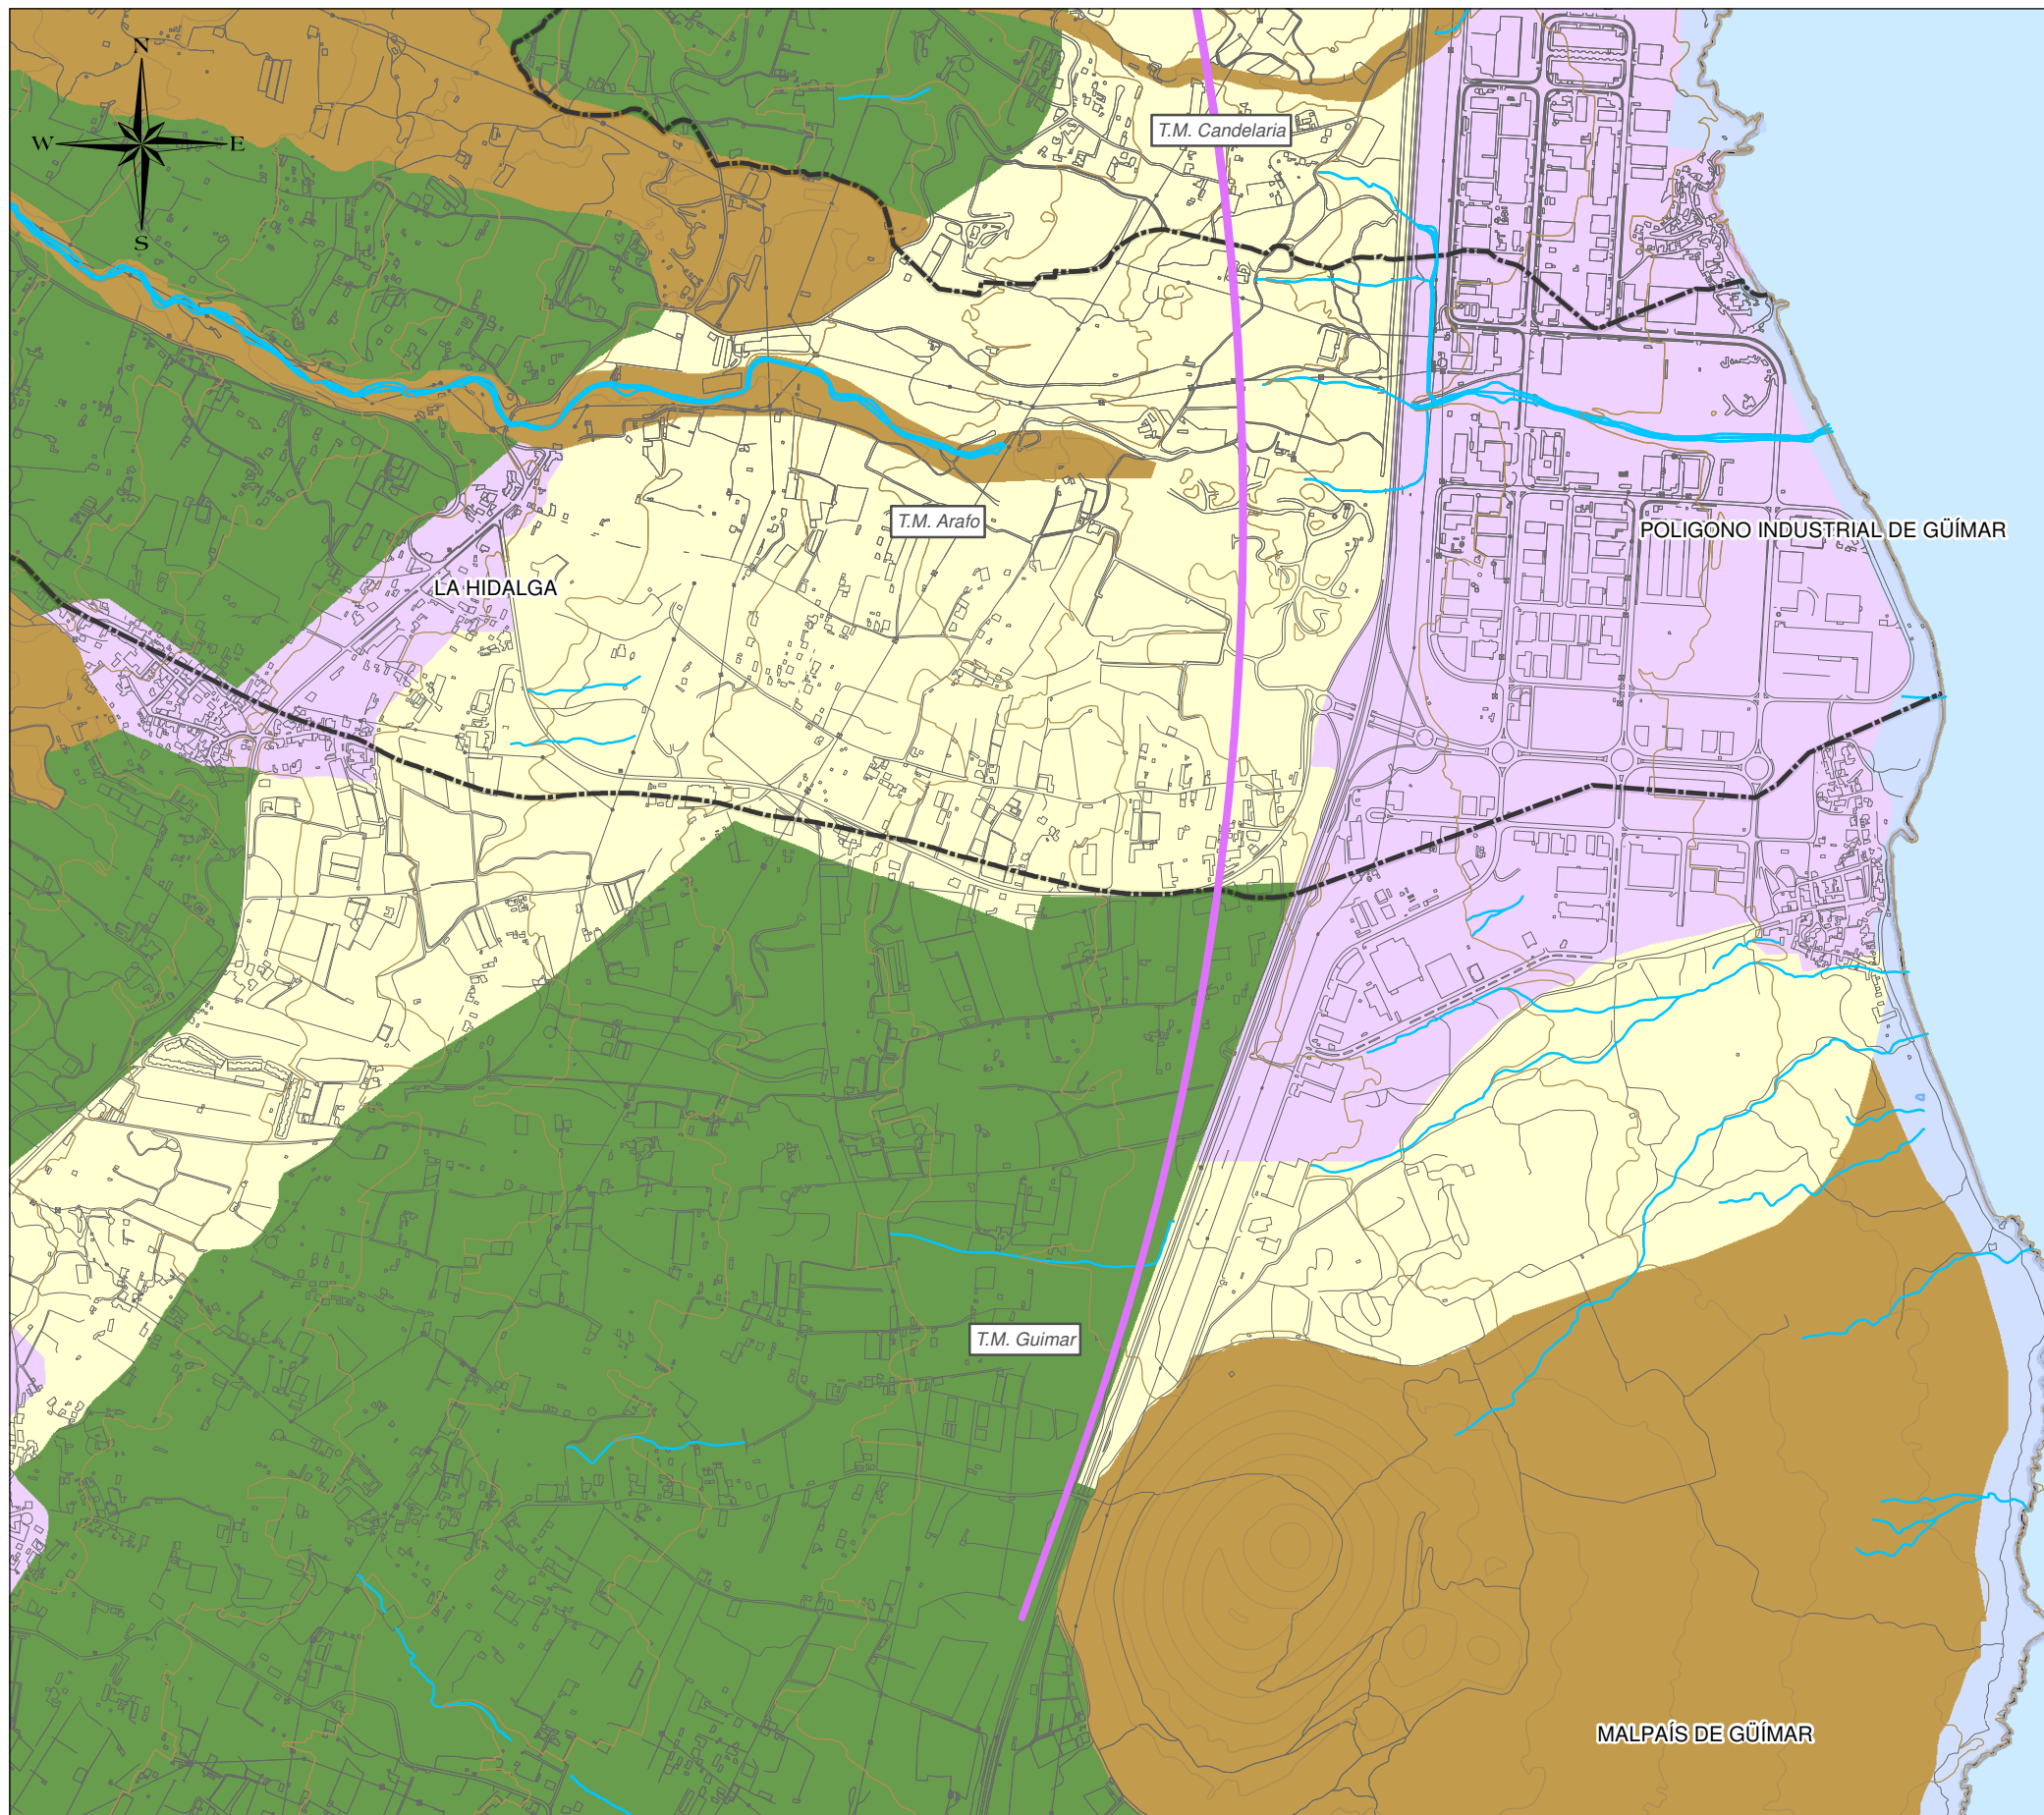 N
W E
S
T.M. Candelaria
T.M. Arafo
POLIGONO INDUSTRIAL DE GÜÍMAR
LA HIDALGA
T.M. Guimar
MALPAÍS DE GÜÍMAR